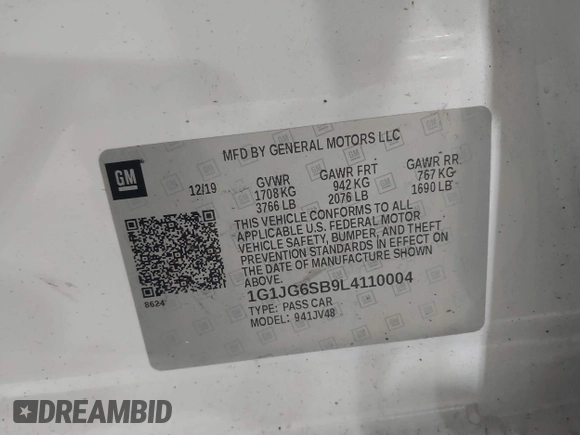 MFD BY GENERAL MOTORS LLC
GM
12/19
GVWR GAWR FRT GAWR RR
1708 KG 942 KG 767 KG
3766 LB 2076 LB 1690 LB
THIS VEHICLE CONFORMS TO ALL
APPLICABLE U.S. FEDERAL MOTOR
VEHICLE SAFETY, BUMPER, AND THEFT
PREVENTION STANDARDS IN EFFECT ON
THE DATE OF MANUFACTURE SHOWN
ABOVE.
8624
1G1JG6SB9L4110004
TYPE: PASS CAR
MODEL: 941JV48
DREAMBID